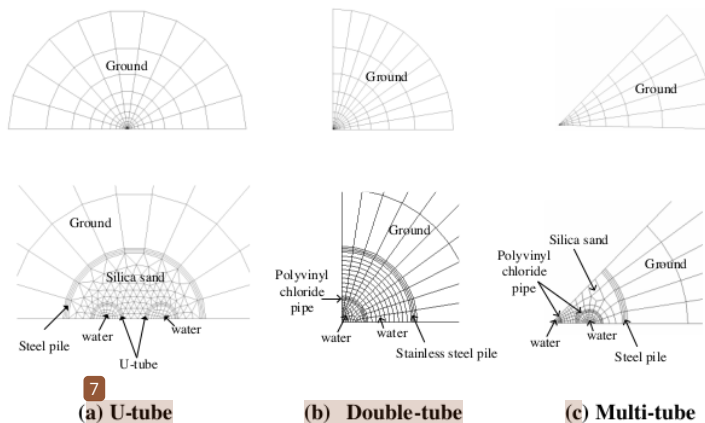 Ground
Ground
Ground
Ground
Silica sand
Steel pile
water
water
U-tube
Ground
Polyvinyl
chloride
pipe
water
water
Stainless steel pile
Silica sand
Ground
Polyvinyl
chloride
pipe
water
water
Steel pile
7
(a) U-tube
(b) Double-tube
(c) Multi-tube